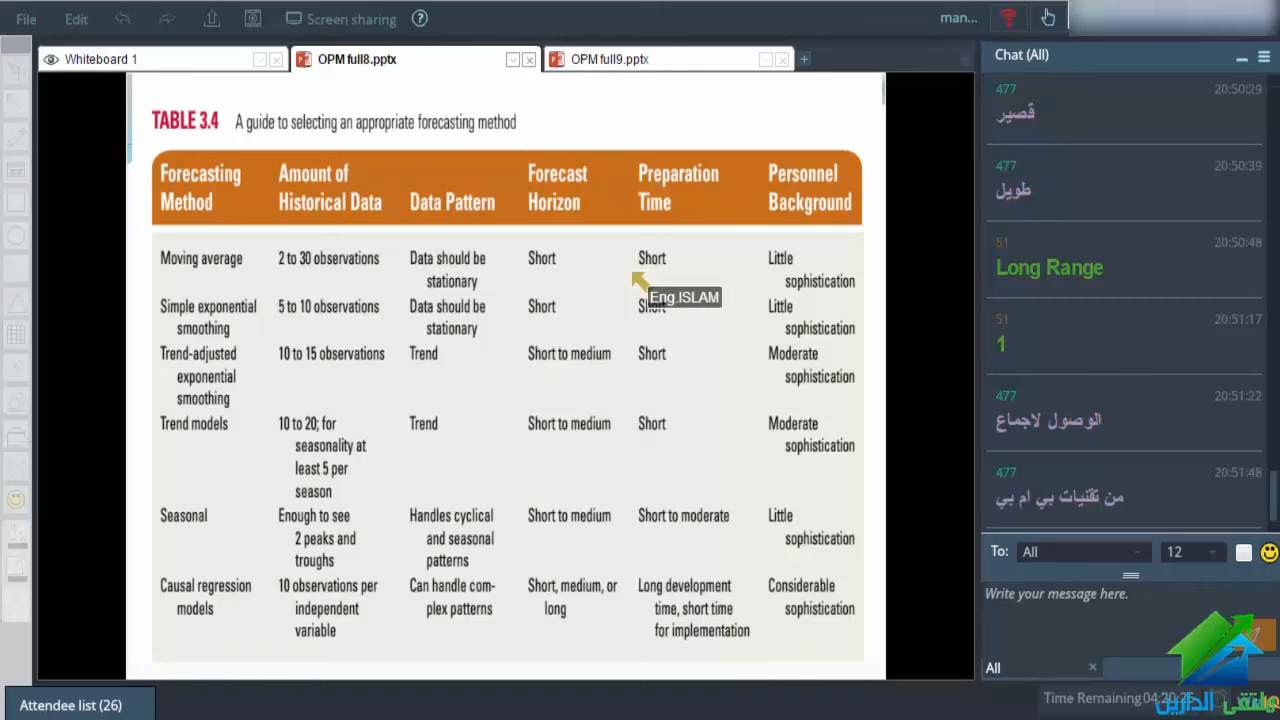 File Edit Screen sharing ? man...
Whiteboard 1
OPM full8.pptx
OPM full9.pptx
TABLE 3.4 A guide to selecting an appropriate forecasting method
Forecasting Method
Amount of Historical Data
Data Pattern
Forecast Horizon
Preparation Time
Personnel Background
Moving average
2 to 30 observations
Data should be stationary
Short
Short
Little sophistication
Eng.ISLAM
Simple exponential smoothing
5 to 10 observations
Data should be stationary
Short
Short
Little sophistication
Trend-adjusted exponential smoothing
10 to 15 observations
Trend
Short to medium
Short
Moderate sophistication
Trend models
10 to 20; for seasonality at least 5 per season
Trend
Short to medium
Short
Moderate sophistication
Seasonal
Enough to see 2 peaks and troughs
Handles cyclical and seasonal patterns
Short to medium
Short to moderate
Little sophistication
Causal regression models
10 observations per independent variable
Can handle com-
plex patterns
Short, medium, or long
Long development time, short time for implementation
Considerable sophistication
Chat (All)
477 20:50:29
قصير
477 20:50:39
طويل
51 20:50:48
Long Range
51 20:51:17
1
477 20:51:22
الوصول لاجماع
477 20:51:48
من تقنيات بي ام بي
To: All 12
Write your message here.
All
Attendee list (26)
Time Remaining
ملتقى الدارين